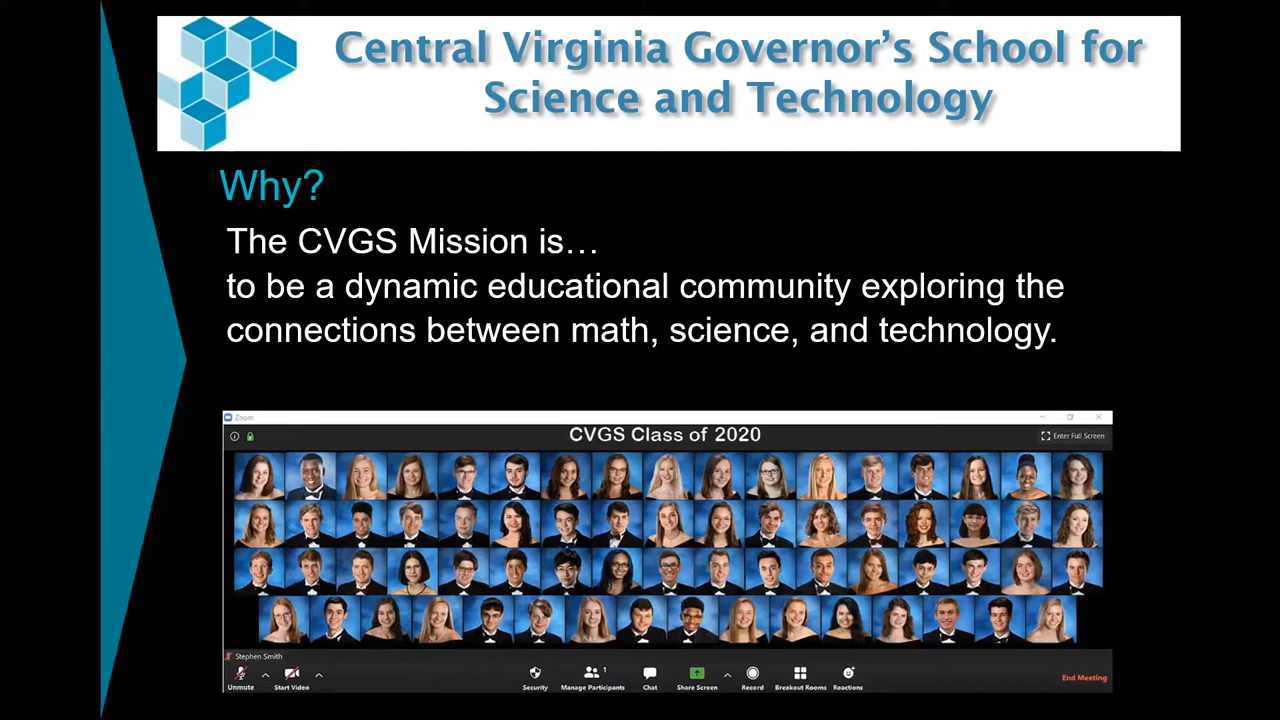 Central Virginia Governor's School for
Science and Technology
Why?
The CVGS Mission is…
to be a dynamic educational community exploring the
connections between math, science, and technology.
Zoom
CVGS Class of 2020
Enter Full Screen
Stephen Smith
Unmute
Start Video
Security
Manage Participants
1
Chat
Share Screen
Record
Breakout Rooms
Reactions
End Meeting